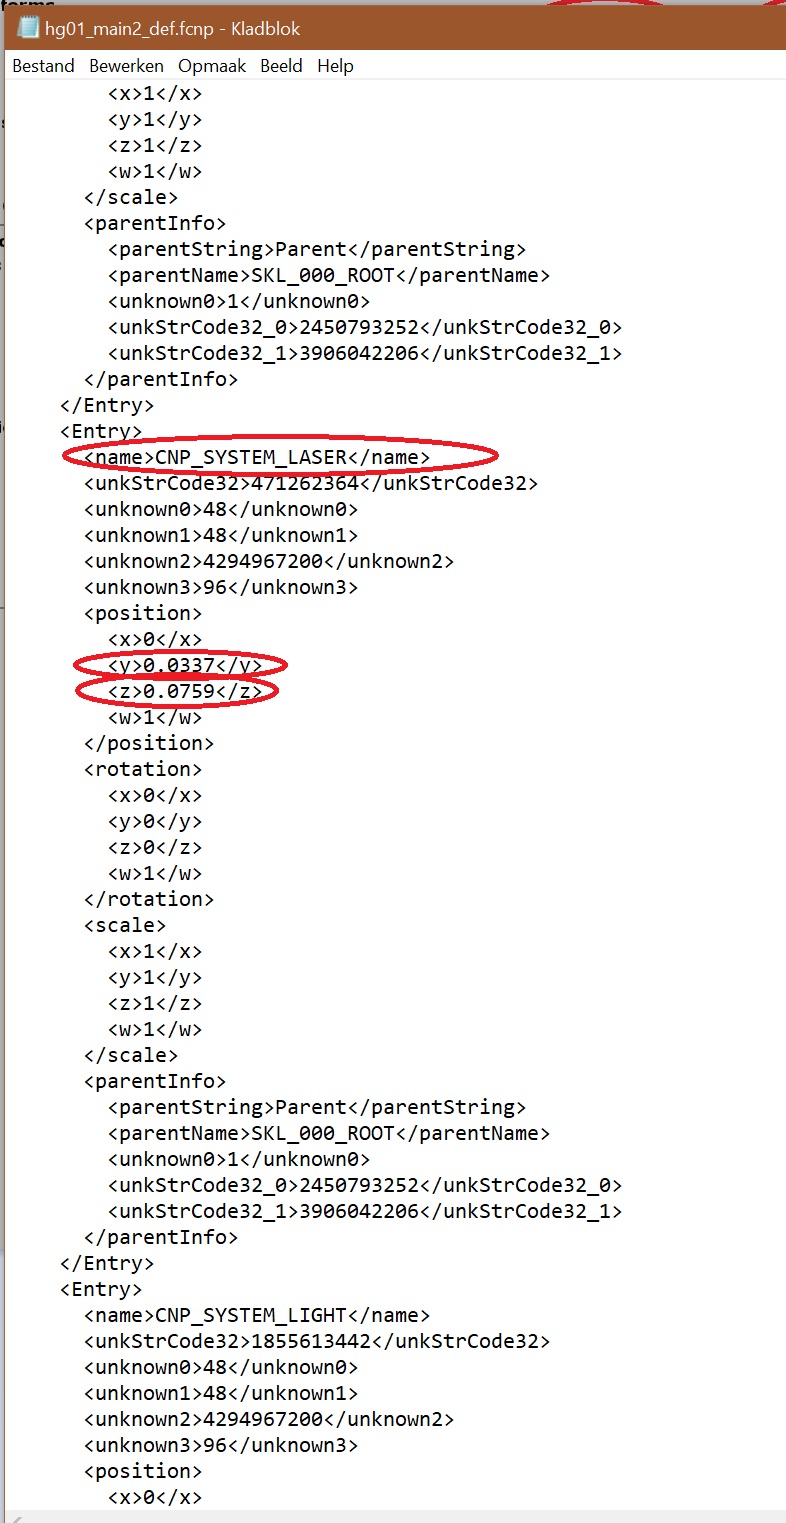 hg01_main2_def.fcnp - Kladblok
Bestand Bewerken Opmaak Beeld Help
<x>1</x>
<y>1</y>
<z>1</z>
<w>1</w>
</scale>
<parentInfo>
<parentString>Parent</parentString>
<parentName>SKL_000_ROOT</parentName>
<unknown0>1</unknown0>
<unkStrCode32_0>2450793252</unkStrCode32_0>
<unkStrCode32_1>3906042206</unkStrCode32_1>
</parentInfo>
</Entry>
<Entry>
<name>CNP_SYSTEM_LASER</name>
<unkStrCode32>471262364</unkStrCode32>
<unknown0>48</unknown0>
<unknown1>48</unknown1>
<unknown2>4294967200</unknown2>
<unknown3>96</unknown3>
<position>
<x>0</x>
<y>0.0337</y>
<z>0.0759</z>
<w>1</w>
</position>
<rotation>
<x>0</x>
<y>0</y>
<z>0</z>
<w>1</w>
</rotation>
<scale>
<x>1</x>
<y>1</y>
<z>1</z>
<w>1</w>
</scale>
<parentInfo>
<parentString>Parent</parentString>
<parentName>SKL_000_ROOT</parentName>
<unknown0>1</unknown0>
<unkStrCode32_0>2450793252</unkStrCode32_0>
<unkStrCode32_1>3906042206</unkStrCode32_1>
</parentInfo>
</Entry>
<Entry>
<name>CNP_SYSTEM_LIGHT</name>
<unkStrCode32>1855613442</unkStrCode32>
<unknown0>48</unknown0>
<unknown1>48</unknown1>
<unknown2>4294967200</unknown2>
<unknown3>96</unknown3>
<position>
<x>0</x>